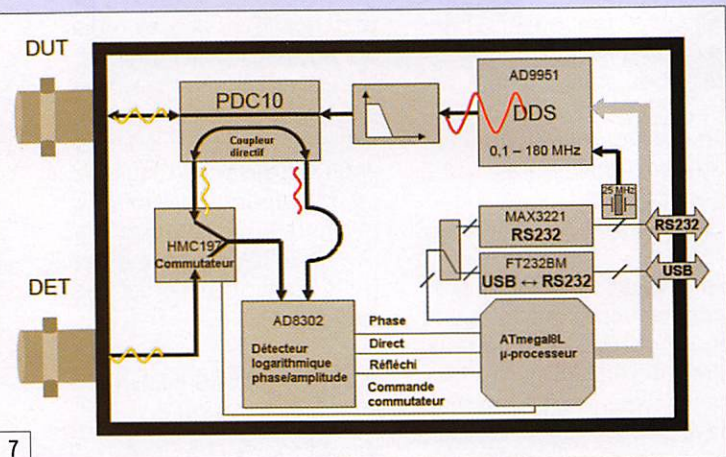 DUT
PDC10
Coupleur
directif
AD9951
DDS
0,1 – 180 MHz
25 MHz
HMC197
Commutateur
MAX3221
RS232
RS232
FT232BM
USB ↔ RS232
USB
DET
AD8302
Détecteur
logarithmique
phase/amplitude
Phase
Direct
Réfléchi
Commande
commutateur
ATmegal8L
µ-processeur
7